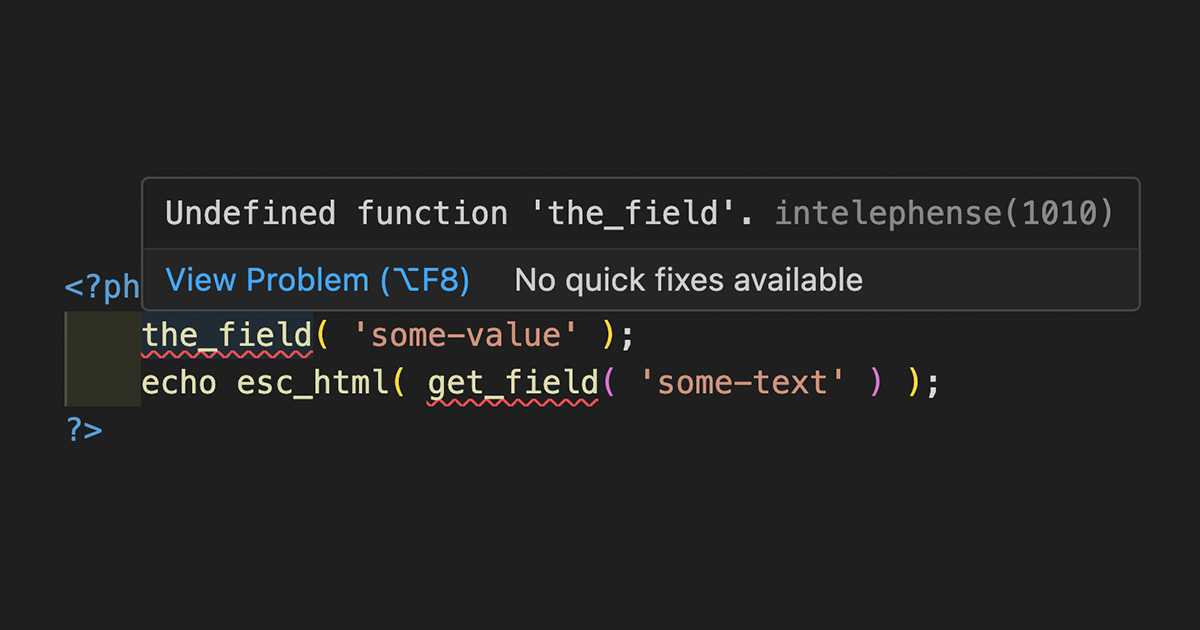 Undefined function 'the_field'. intelephense(1010)
View Problem (⌥F8) No quick fixes available
<?ph
the_field( 'some-value' );
echo esc_html( get_field( 'some-text' ) );
?>